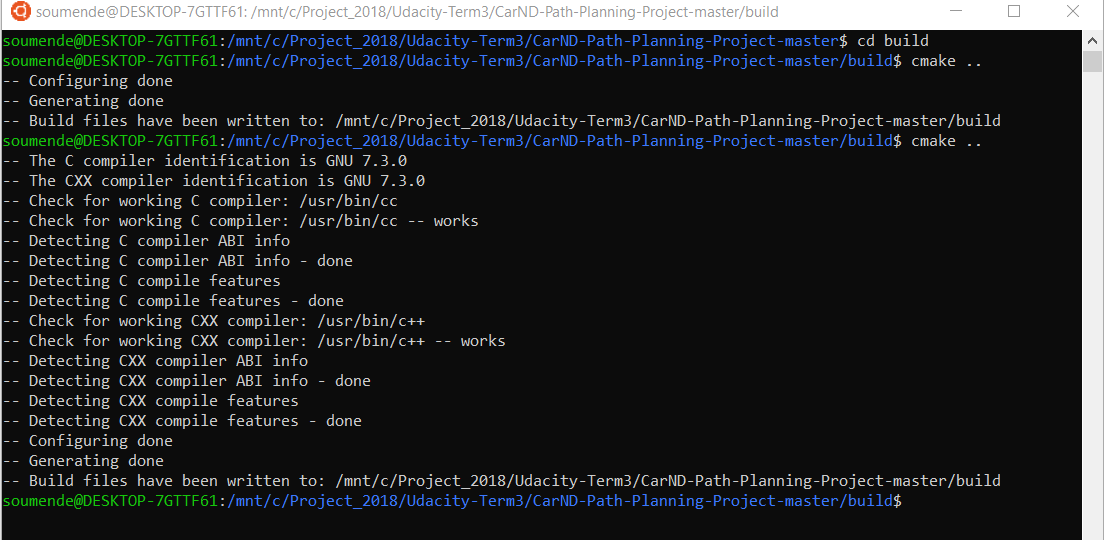 soumende@DESKTOP-7GTTF61: /mnt/c/Project_2018/Udacity-Term3/CarND-Path-Planning-Project-master/build
soumende@DESKTOP-7GTTF61:/mnt/c/Project_2018/Udacity-Term3/CarND-Path-Planning-Project-master$ cd build
soumende@DESKTOP-7GTTF61:/mnt/c/Project_2018/Udacity-Term3/CarND-Path-Planning-Project-master/build$ cmake ..
-- Configuring done
-- Generating done
-- Build files have been written to: /mnt/c/Project_2018/Udacity-Term3/CarND-Path-Planning-Project-master/build
soumende@DESKTOP-7GTTF61:/mnt/c/Project_2018/Udacity-Term3/CarND-Path-Planning-Project-master/build$ cmake ..
-- The C compiler identification is GNU 7.3.0
-- The CXX compiler identification is GNU 7.3.0
-- Check for working C compiler: /usr/bin/cc
-- Check for working C compiler: /usr/bin/cc -- works
-- Detecting C compiler ABI info
-- Detecting C compiler ABI info - done
-- Detecting C compile features
-- Detecting C compile features - done
-- Check for working CXX compiler: /usr/bin/c++
-- Check for working CXX compiler: /usr/bin/c++ -- works
-- Detecting CXX compiler ABI info
-- Detecting CXX compiler ABI info - done
-- Detecting CXX compile features
-- Detecting CXX compile features - done
-- Configuring done
-- Generating done
-- Build files have been written to: /mnt/c/Project_2018/Udacity-Term3/CarND-Path-Planning-Project-master/build
soumende@DESKTOP-7GTTF61:/mnt/c/Project_2018/Udacity-Term3/CarND-Path-Planning-Project-master/build$